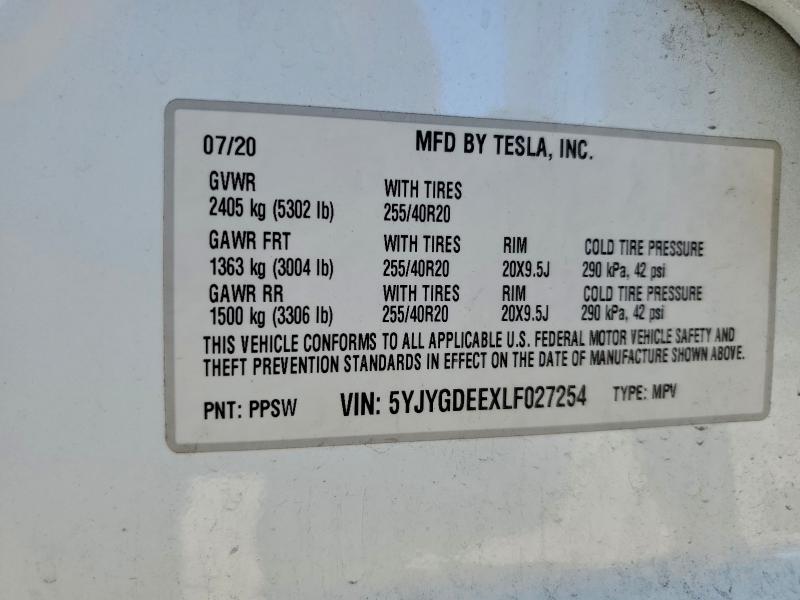 07/20 MFD BY TESLA, INC.
GVWR WITH TIRES
2405 kg (5302 lb) 255/40R20
GAWR FRT WITH TIRES RIM COLD TIRE PRESSURE
1363 kg (3004 lb) 255/40R20 20X9.5J 290 kPa, 42 psi
GAWR RR WITH TIRES RIM COLD TIRE PRESSURE
1500 kg (3306 lb) 255/40R20 20X9.5J 290 kPa, 42 psi
THIS VEHICLE CONFORMS TO ALL APPLICABLE U.S. FEDERAL MOTOR VEHICLE SAFETY AND
THEFT PREVENTION STANDARDS IN EFFECT ON THE DATE OF MANUFACTURE SHOWN ABOVE.
PNT: PPSW VIN: 5YJYGDEEXLF027254 TYPE: MPV